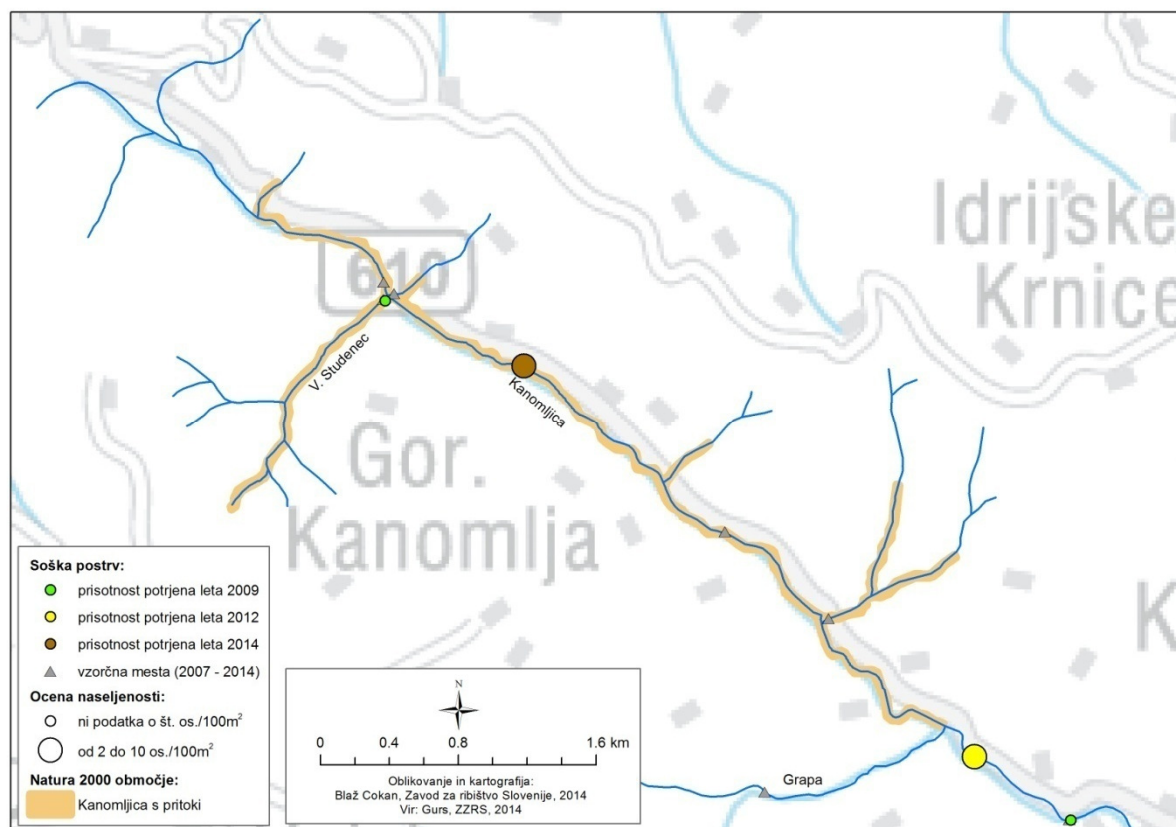 Idrijske
Krnice
610
V. Studenec
Kanomljica
Gor.
Kanomlja
K
Grapa
Soška postrv:
prisotnost potrjena leta 2009
prisotnost potrjena leta 2012
prisotnost potrjena leta 2014
vzorčna mesta (2007 - 2014)
Ocena naseljenosti:
ni podatka o št. os./100m²
od 2 do 10 os./100m²
Natura 2000 območje:
Kanomljica s pritoki
N
0 0.4 0.8 1.6 km
Oblikovanje in kartografija:
Blaž Cokan, Zavod za ribištvo Slovenije, 2014
Vir: Gurs, ZZRS, 2014